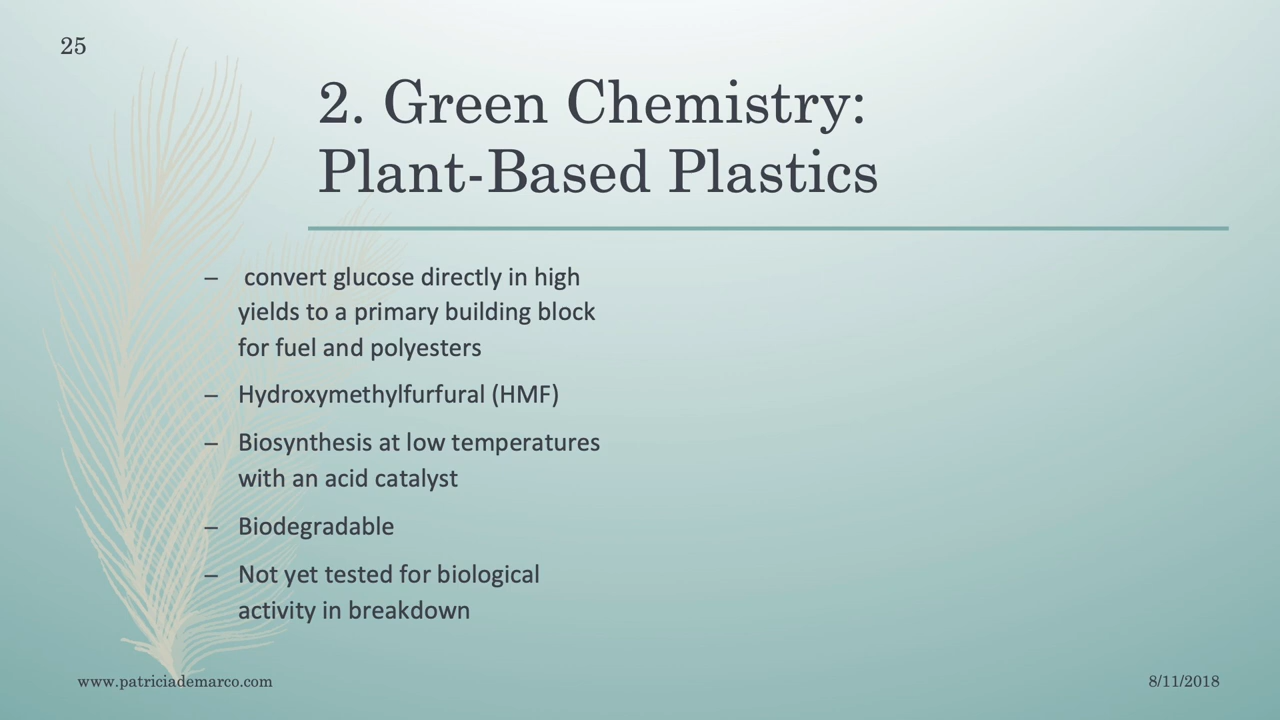 25
2. Green Chemistry:
Plant-Based Plastics
– convert glucose directly in high
yields to a primary building block
for fuel and polyesters
– Hydroxymethylfurfural (HMF)
– Biosynthesis at low temperatures
with an acid catalyst
– Biodegradable
– Not yet tested for biological
activity in breakdown
www.patriciademarco.com
8/11/2018